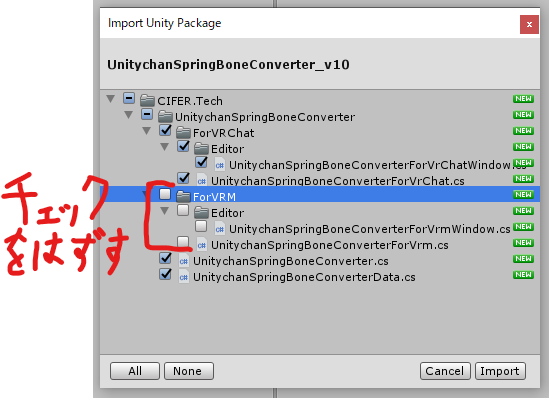 Import Unity Package
x
UnitychanSpringBoneConverter_v10
CIFER.Tech NEW
UnitychanSpringBoneConverter NEW
ForVRChat NEW
Editor NEW
UnitychanSpringBoneConverterForVrChatWindow.cs NEW
UnitychanSpringBoneConverterForVrChat.cs NEW
ForVRM NEW
Editor NEW
UnitychanSpringBoneConverterForVrmWindow.cs NEW
UnitychanSpringBoneConverterForVrm.cs NEW
UnitychanSpringBoneConverter.cs NEW
UnitychanSpringBoneConverterData.cs NEW
チェック
をはずす
All None Cancel Import